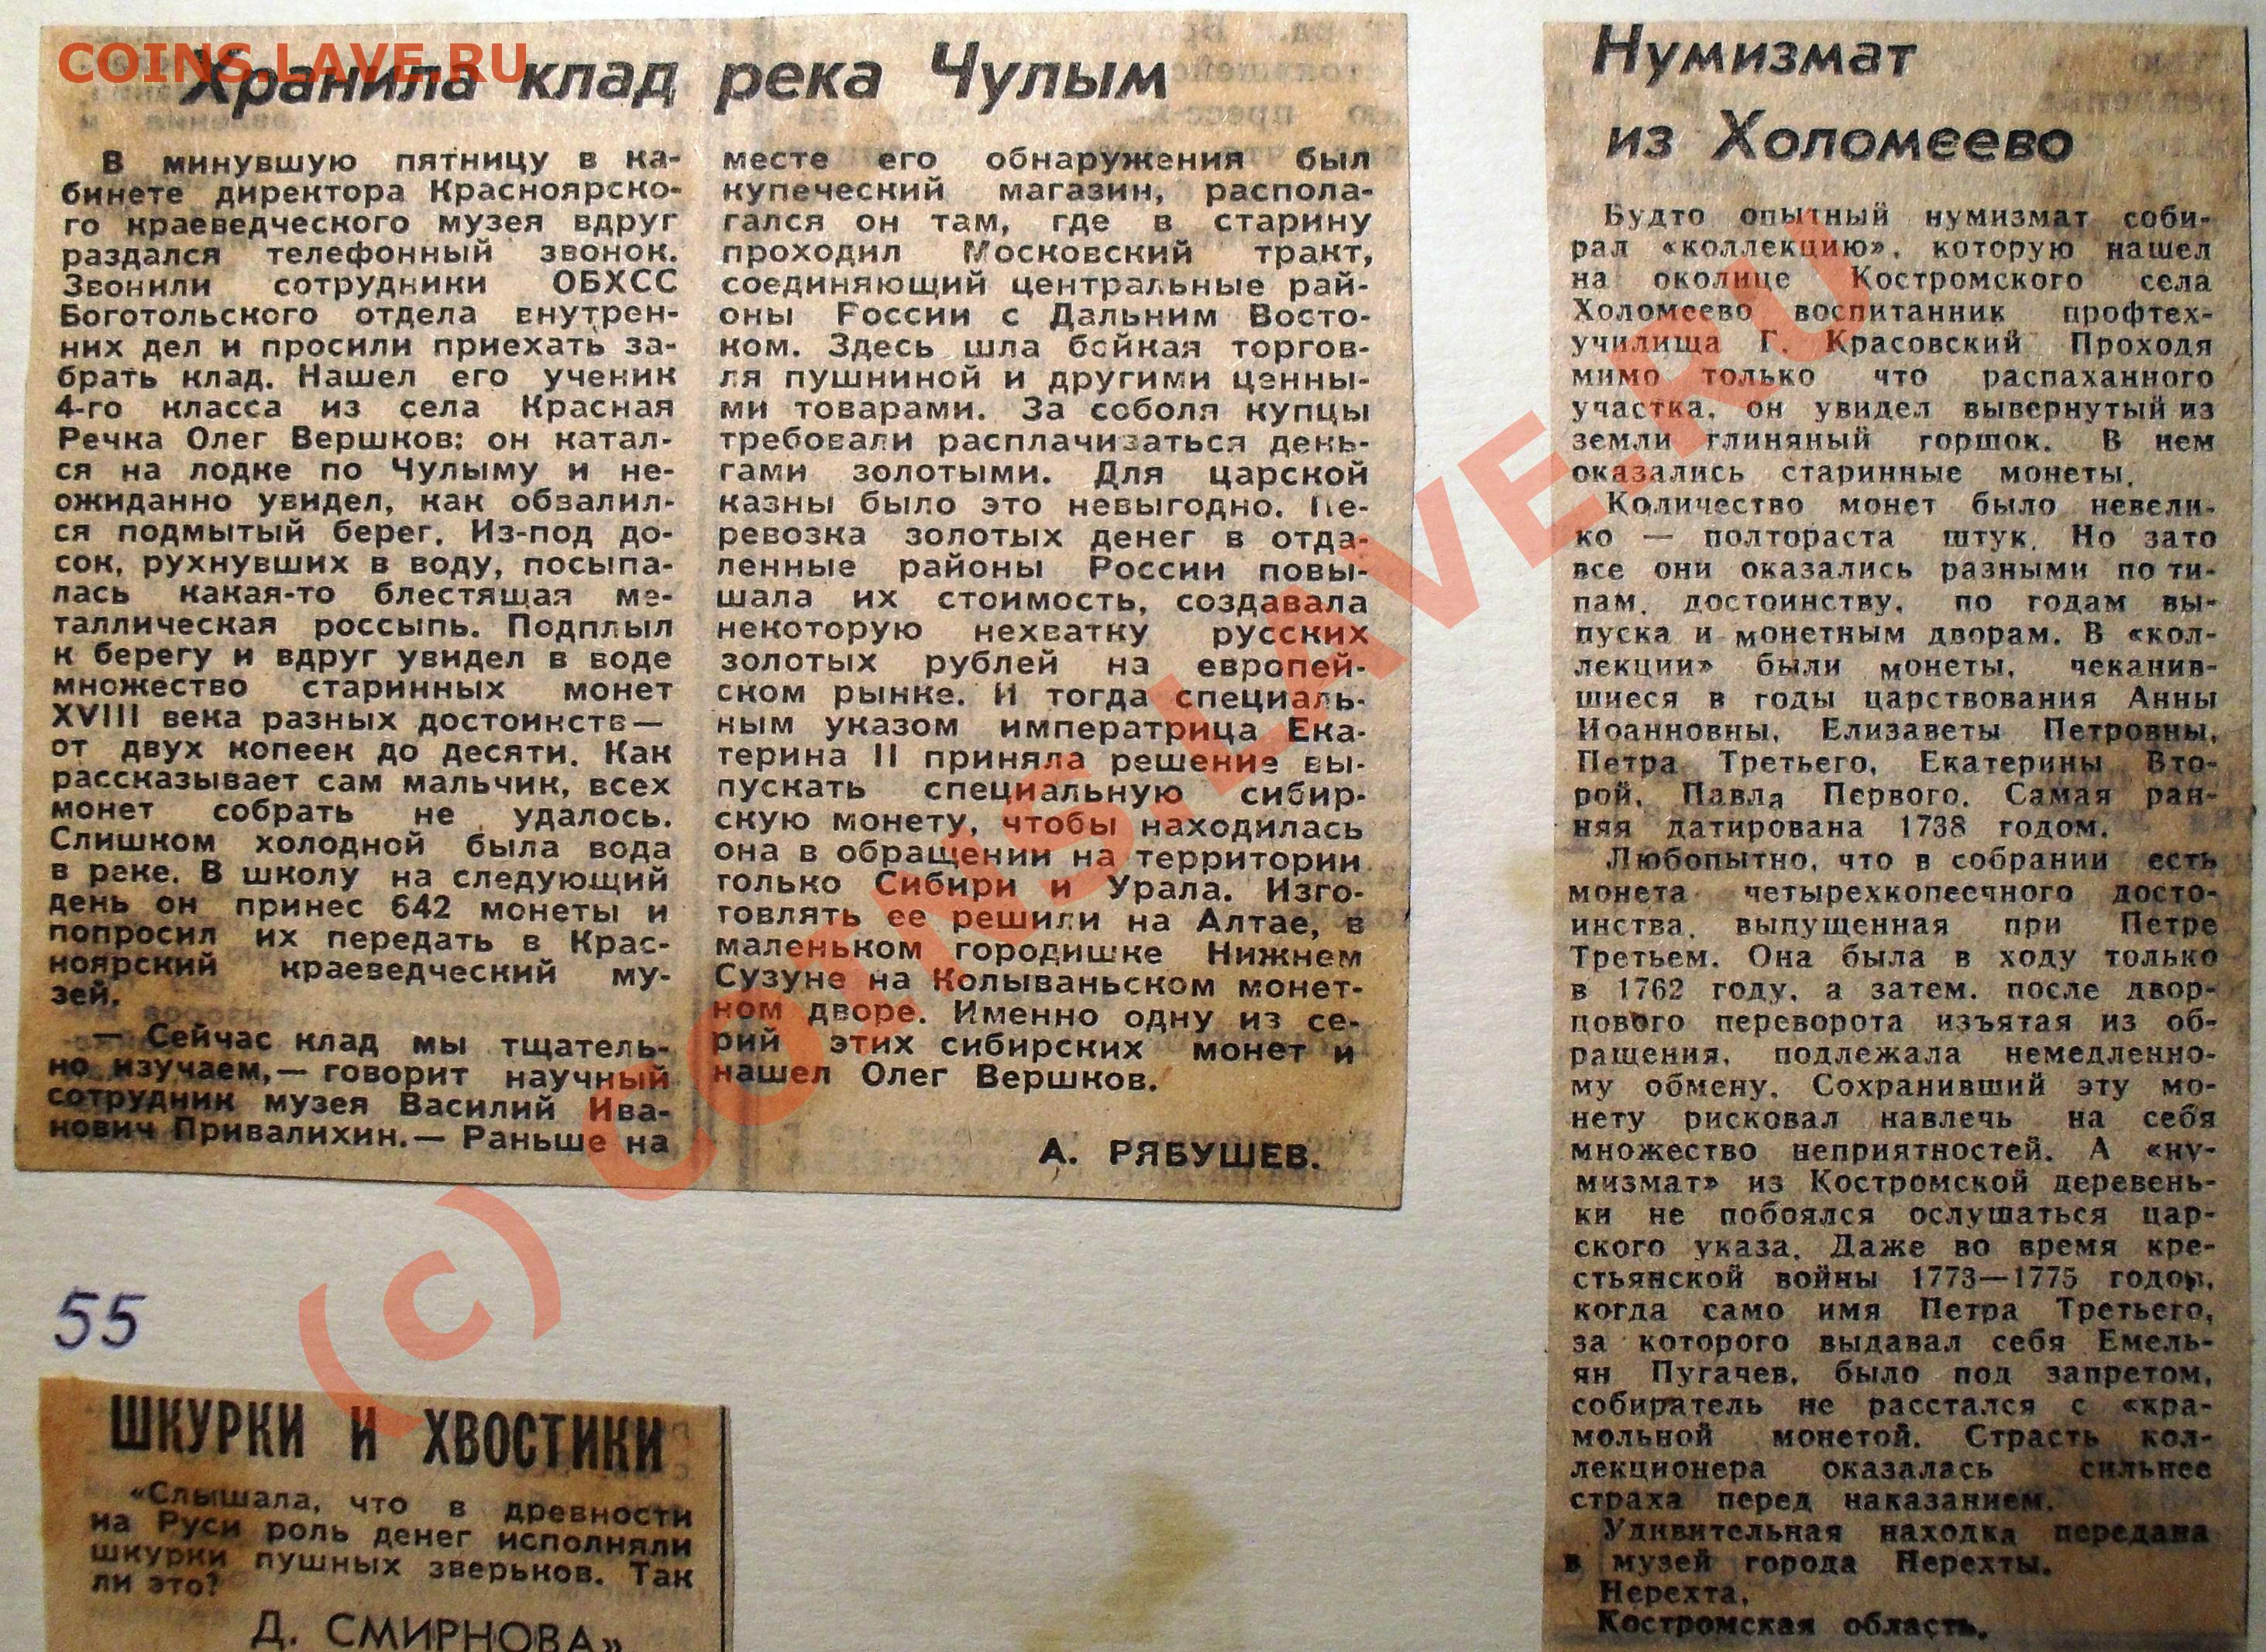 COINS.LAVE.RU
Хранила клад река Чулым
В минувшую пятницу в ка-
бинете директора Красноярско-
го краеведческого музея вдруг
раздался телефонный звонок.
Звонили сотрудники ОБХСС
Боготольского отдела внутрен-
них дел и просили приехать за-
брать клад. Нашел его ученик
4-го класса из села Красная
Речка Олег Вершков: он катал-
ся на лодке по Чулыму и не-
ожиданно увидел, как обвалил-
ся подмытый берег. Из-под до-
сок, рухнувших в воду, посыпа-
лась какая-то блестящая ме-
таллическая россыпь. Подплыл
к берегу и вдруг увидел в воде
множество старинных монет
XVIII века разных достоинств—
от двух копеек до десяти. Как
рассказывает сам мальчик, всех
монет собрать не удалось.
Слишком холодной была вода
в реке. В школу на следующий
день он принес 642 монеты и
попросил их передать в Крас-
ноярский краеведческий му-
зей.
— Сейчас клад мы тщатель-
но изучаем,— говорит научный
сотрудник музея Василий Ива-
нович Привалихин.— Раньше на
месте его обнаружения был
купеческий магазин, распола-
гался он там, где в старину
проходил Московский тракт,
соединяющий центральные рай-
оны России с Дальним Восто-
ком. Здесь шла бойкая торгов-
ля пушниной и другими ценны-
ми товарами. За соболя купцы
требовали расплачиваться день-
гами золотыми. Для царской
казны было это невыгодно. Пе-
ревозка золотых денег в отда-
ленные районы России повы-
шала их стоимость, создавала
некоторую нехватку русских
золотых рублей на европей-
ском рынке. И тогда специаль-
ным указом императрица Ека-
терина II приняла решение вы-
пускать специальную сибир-
скую монету, чтобы находилась
она в обращении на территории
только Сибири и Урала. Изго-
товлять ее решили на Алтае, в
маленьком городишке Нижнем
Сузуне на Колываньском монет-
ном дворе. Именно одну из се-
рий этих сибирских монет и
нашел Олег Вершков.
А. РЯБУШЕВ.
55
ШКУРКИ И ХВОСТИКИ
«Слышала, что в древности
на Руси роль денег исполняли
шкурки пушных зверьков. Так
ли это?
Д. СМИРНОВА»
Нумизмат
из Холомеево
Будто опытный нумизмат соби-
рал «коллекцию», которую нашел
на околице Костромского села
Холомеево воспитанник профтех-
училища Г. Красовский Проходя
мимо только что распаханного
участка, он увидел вывернутый из
земли глиняный горшок. В нем
оказались старинные монеты.
Количество монет было невели-
ко — полтораста штук. Но зато
все они оказались разными по ти-
пам, достоинству, по годам вы-
пуска и монетным дворам. В «кол-
лекции» были монеты, чеканив-
шиеся в годы царствования Анны
Иоанновны, Елизаветы Петровны,
Петра Третьего, Екатерины Вто-
рой, Павла Первого. Самая ран-
няя датирована 1738 годом.
Любопытно, что в собрании есть
монета четырехкопеечного досто-
инства, выпущенная при Петре
Третьем. Она была в ходу только
в 1762 году, а затем, после двор-
цового переворота изъятая из об-
ращения, подлежала немедленно-
му обмену. Сохранивший эту мо-
нету рисковал навлечь на себя
множество неприятностей. А «ну-
мизмат» из Костромской деревень-
ки не побоялся ослушаться цар-
ского указа. Даже во время кре-
стьянской войны 1773—1775 годов,
когда само имя Петра Третьего,
за которого выдавал себя Емель-
ян Пугачев, было под запретом,
собиратель не расстался с «кра-
мольной монетой. Страсть кол-
лекционера оказалась сильнее
страха перед наказанием.
Удивительная находка передана
в музей города Нерехты.
Нерехта,
Костромская область.
(c) COINS.LAVE.RU